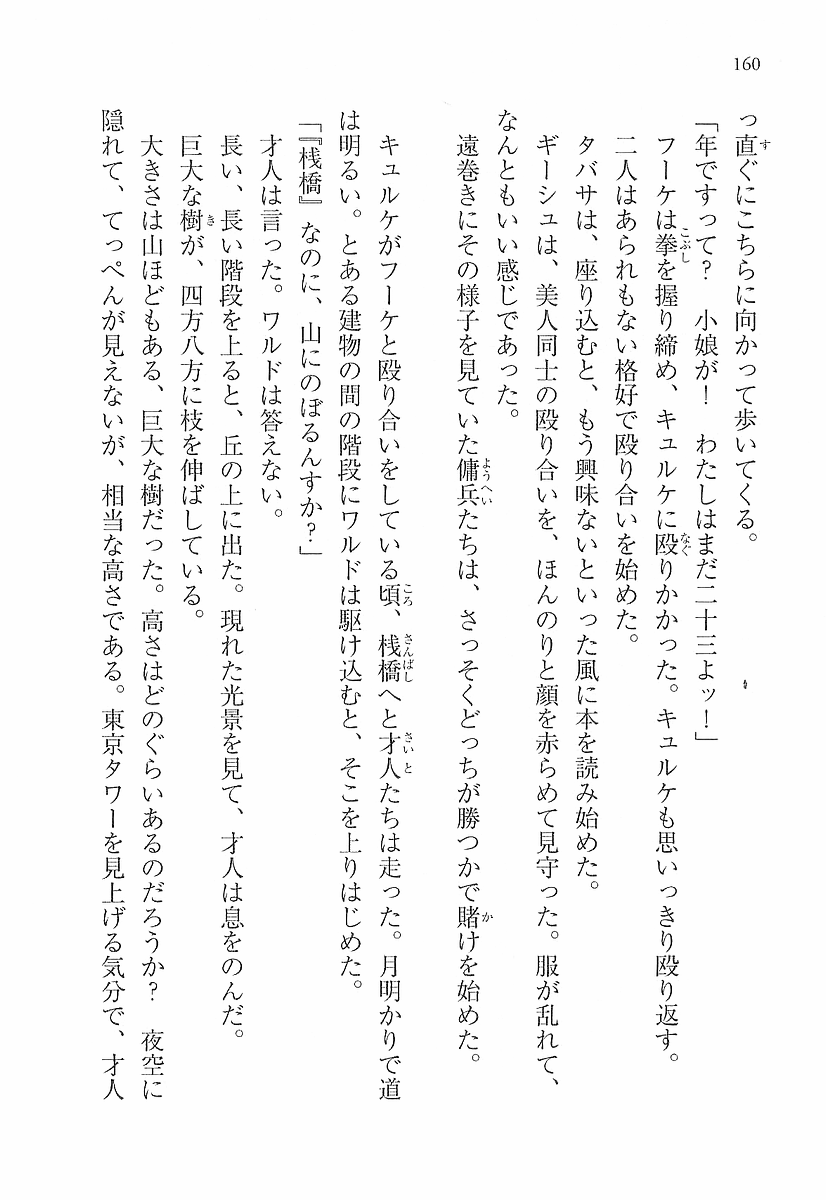 160
っ直ぐにこちらに向かって歩いてくる。
「年ですって？　小娘が！　わたしはまだ二十三よッ！」
フーケは拳を握り締め、キュルケに殴りかかった。キュルケも思いっきり殴り返す。
二人はあられもない格好で殴り合いを始めた。
タバサは、座り込むと、もう興味ないといった風に本を読み始めた。
ギーシュは、美人同士の殴り合いを、ほんのりと顔を赤らめて見守った。服が乱れて、
なんともいい感じであった。
遠巻きにその様子を見ていた傭兵たちは、さっそくどっちが勝つかで賭けを始めた。
キュルケがフーケと殴り合いをしている頃、桟橋へと才人たちは走った。月明かりで道
は明るい。とある建物の間の階段にワルドは駆け込むと、そこを上りはじめた。
「『桟橋』なのに、山にのぼるんすか？」
才人は言った。ワルドは答えない。
長い、長い階段を上ると、丘の上に出た。現れた光景を見て、才人は息をのんだ。
巨大な樹が、四方八方に枝を伸ばしている。
大きさは山ほどもある、巨大な樹だった。高さはどのぐらいあるのだろうか？　夜空に
隠れて、てっぺんが見えないが、相当な高さである。東京タワーを見上げる気分で、才人